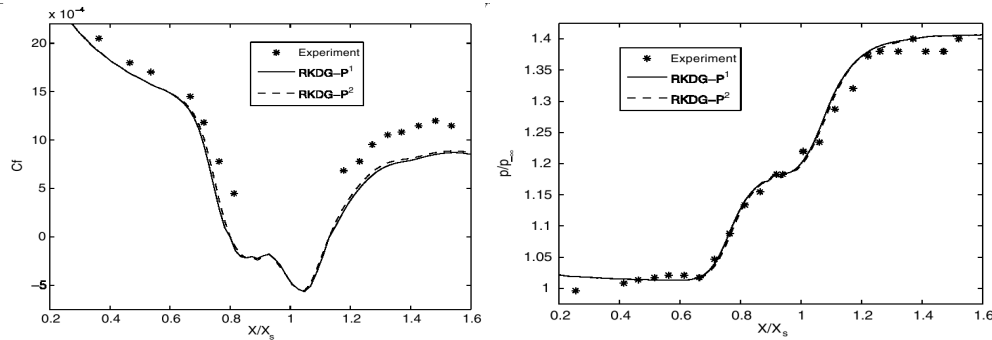 x 10⁻⁴
20
15
10
5
0
−5
Cf
0.2 0.4 0.6 0.8 1 1.2 1.4 1.6
X/Xₛ
Experiment
RKDG−P¹
RKDG−P²
1.4
1.35
1.3
1.25
1.2
1.15
1.1
1.05
1
p/p_∞
0.2 0.4 0.6 0.8 1 1.2 1.4 1.6
X/Xₛ
Experiment
RKDG−P¹
RKDG−P²